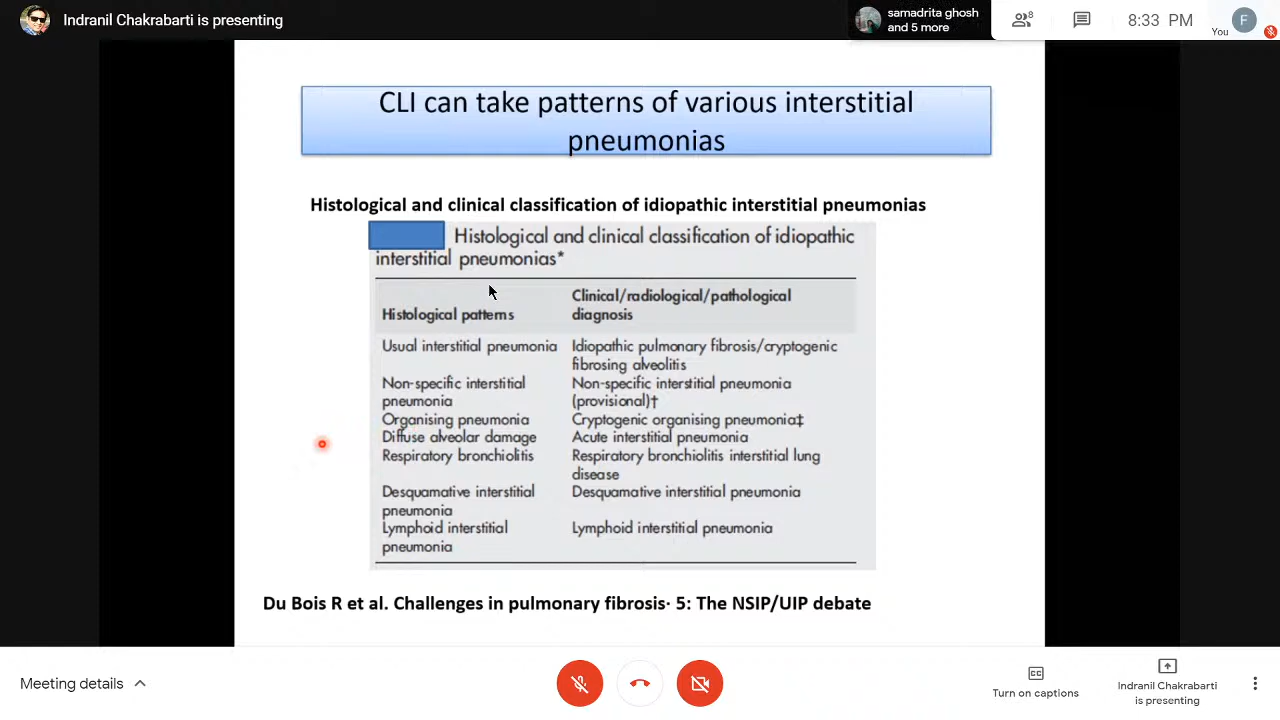 Indranil Chakrabarti is presenting
samadrita ghosh
and 5 more
8
8:33 PM
You
F
CLI can take patterns of various interstitial
pneumonias
Histological and clinical classification of idiopathic interstitial pneumonias
Histological and clinical classification of idiopathic
interstitial pneumonias*
Histological patterns
Clinical/radiological/pathological
diagnosis
Usual interstitial pneumonia
Idiopathic pulmonary fibrosis/cryptogenic
fibrosing alveolitis
Non-specific interstitial
pneumonia
Non-specific interstitial pneumonia
(provisional)†
Organising pneumonia
Cryptogenic organising pneumonia‡
Diffuse alveolar damage
Acute interstitial pneumonia
Respiratory bronchiolitis
Respiratory bronchiolitis interstitial lung
disease
Desquamative interstitial
pneumonia
Desquamative interstitial pneumonia
Lymphoid interstitial
pneumonia
Lymphoid interstitial pneumonia
Du Bois R et al. Challenges in pulmonary fibrosis· 5: The NSIP/UIP debate
Meeting details
CC
Turn on captions
Indranil Chakrabarti
is presenting